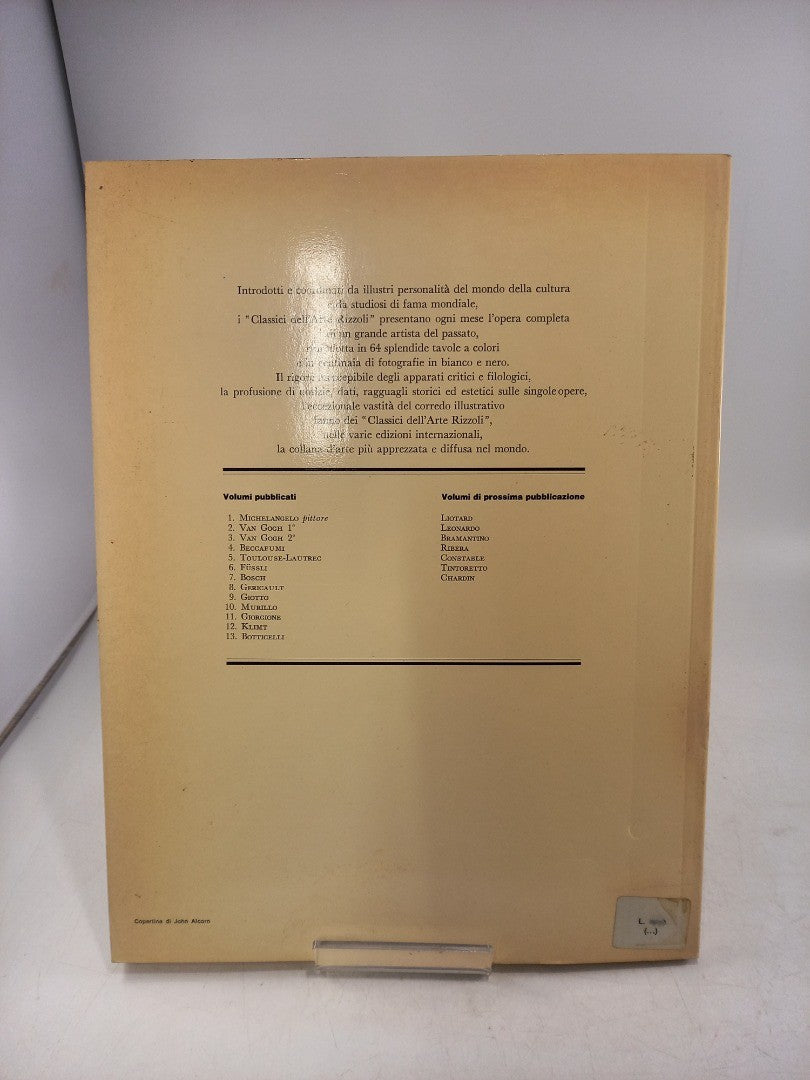 Introdotti e coordinati da illustri personalità del mondo della cultura
e da studiosi di fama mondiale,
i "Classici dell'Arte Rizzoli" presentano ogni mese l'opera completa
di un grande artista del passato,
in 64 splendide tavole a colori
e in centinaia di fotografie in bianco e nero.
Il rigore degli apparati critici e filologici,
la profusione di notizie, dati, ragguagli storici ed estetici sulle singole opere,
l'eccezionale vastità del corredo illustrativo
fanno dei "Classici dell'Arte Rizzoli",
nelle varie edizioni internazionali,
la collana d'arte più apprezzata e diffusa nel mondo.
Volumi pubblicati
1. MICHELANGELO pittore
2. VAN GOGH 1°
3. VAN GOGH 2°
4. BECCAFUMI
5. TOULOUSE-LAUTREC
6. FÜSSLI
7. BOSCH
8. GERICAULT
9. GIOTTO
10. MURILLO
11. GIORGIONE
12. KLIMT
13. BOTTICELLI
Volumi di prossima pubblicazione
LIOTARD
LEONARDO
BRAMANTINO
RIBERA
CONSTABLE
TINTORETTO
CHARDIN
Copertina di John Alcorn
L.
(...)